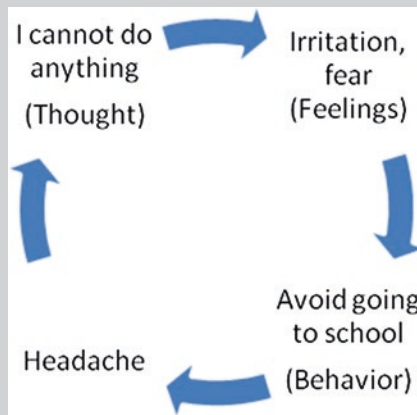 I cannot do
anything
(Thought)
Irritation,
fear
(Feelings)
Avoid going
to school
(Behavior)
Headache